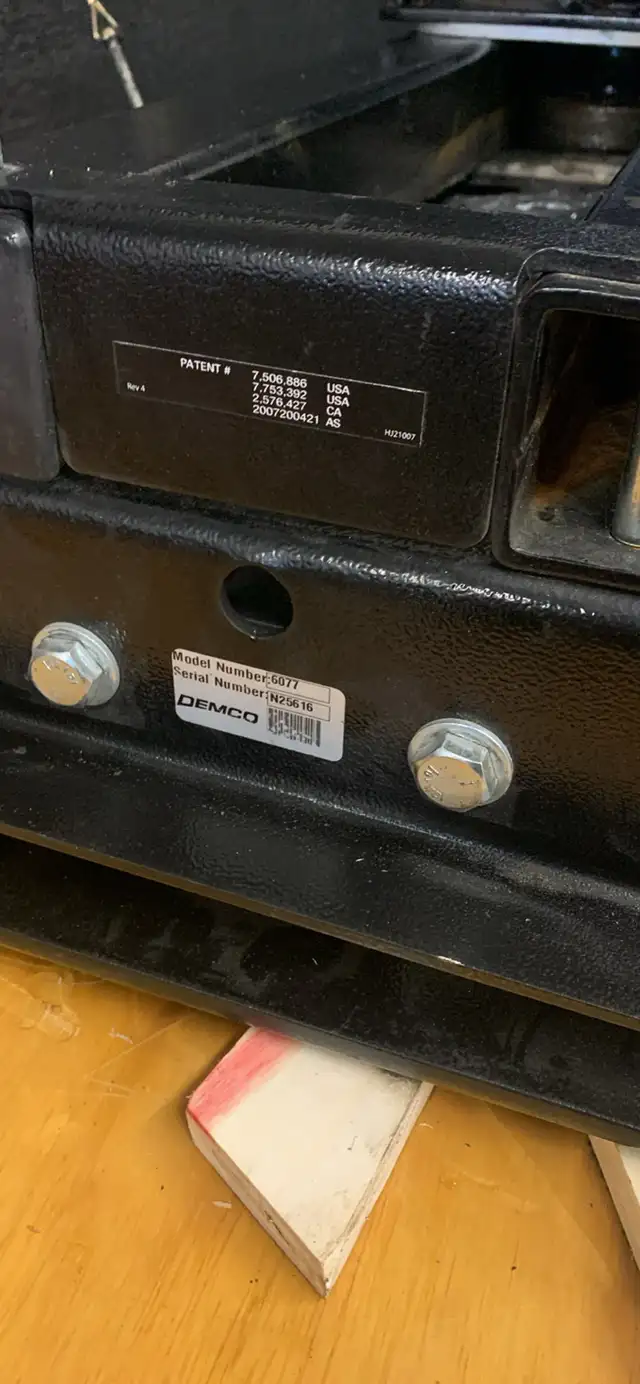 PATENT # 7,506,886 USA
7,753,392 USA
2,576,427 CA
2007200421 AS
Rev 4
HJ21007
Model Number:6077
Serial Number:N25616
DEMCO